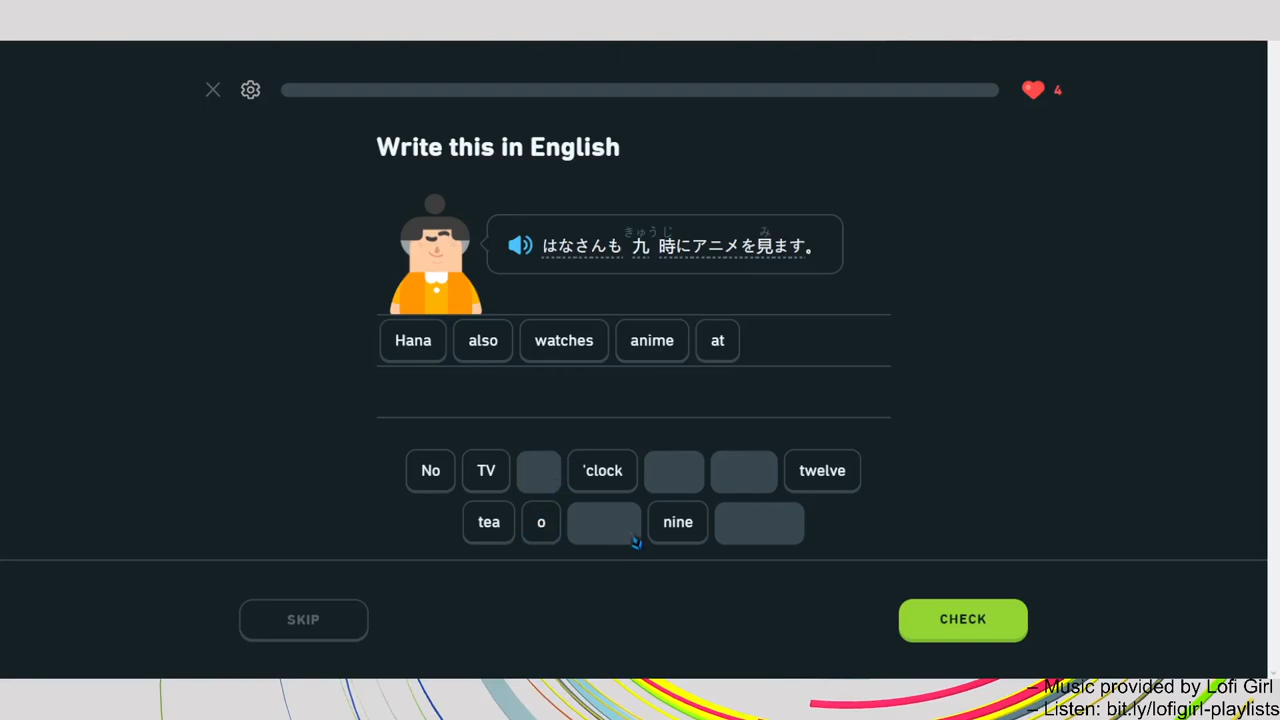 4
Write this in English
きゅう じ み
はなさんも 九 時にアニメを見ます。
Hana also watches anime at
No TV 'clock twelve
tea o nine
SKIP CHECK
– Music provided by Lofi Girl
– Listen: bit.ly/lofigirl-playlists